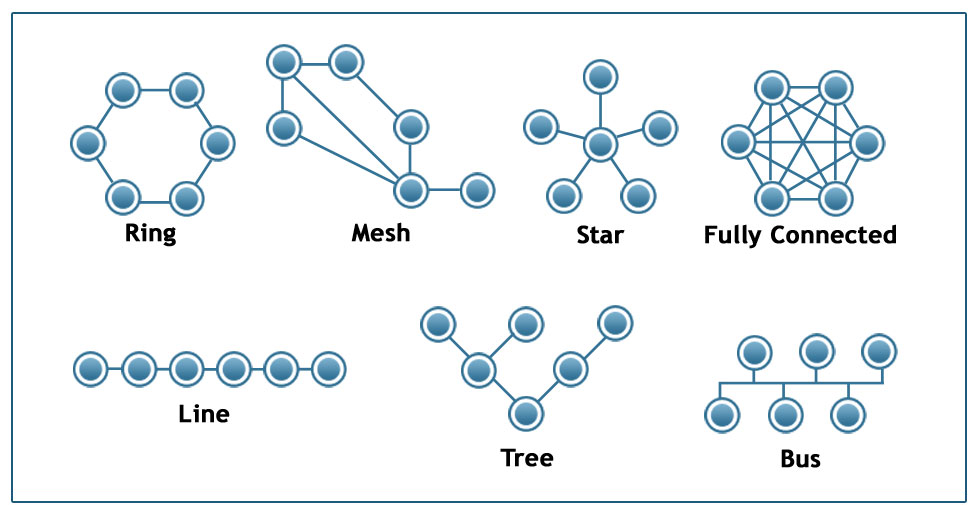 Ring
Mesh
Star
Fully Connected
Line
Tree
Bus